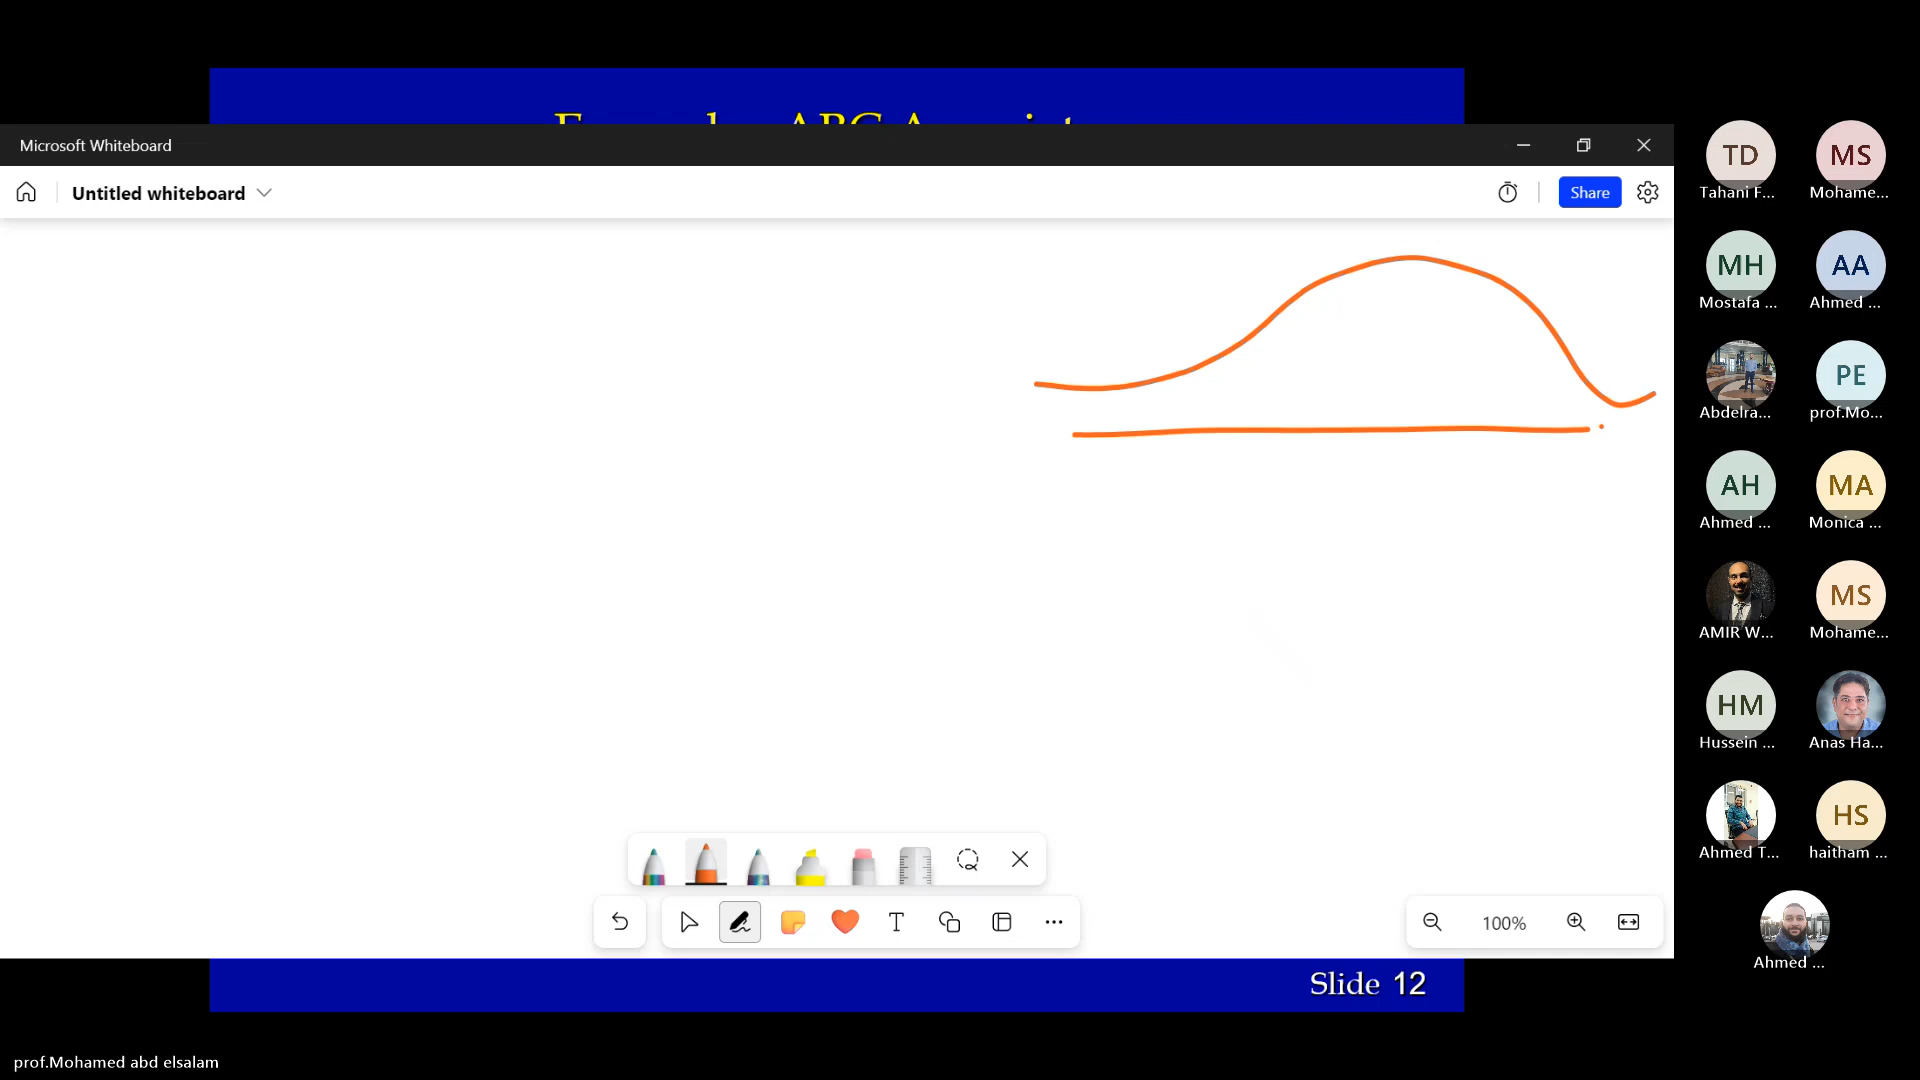 Microsoft Whiteboard
Untitled whiteboard
Share
TD
Tahani F...
MS
Mohame...
MH
Mostafa ...
AA
Ahmed ...
Abdelra...
PE
prof.Mo...
AH
Ahmed ...
MA
Monica ...
AMIR W...
MS
Mohame...
HM
Hussein ...
Anas Ha...
Ahmed T...
HS
haitham ...
Ahmed ...
T
100%
Slide 12
prof.Mohamed abd elsalam